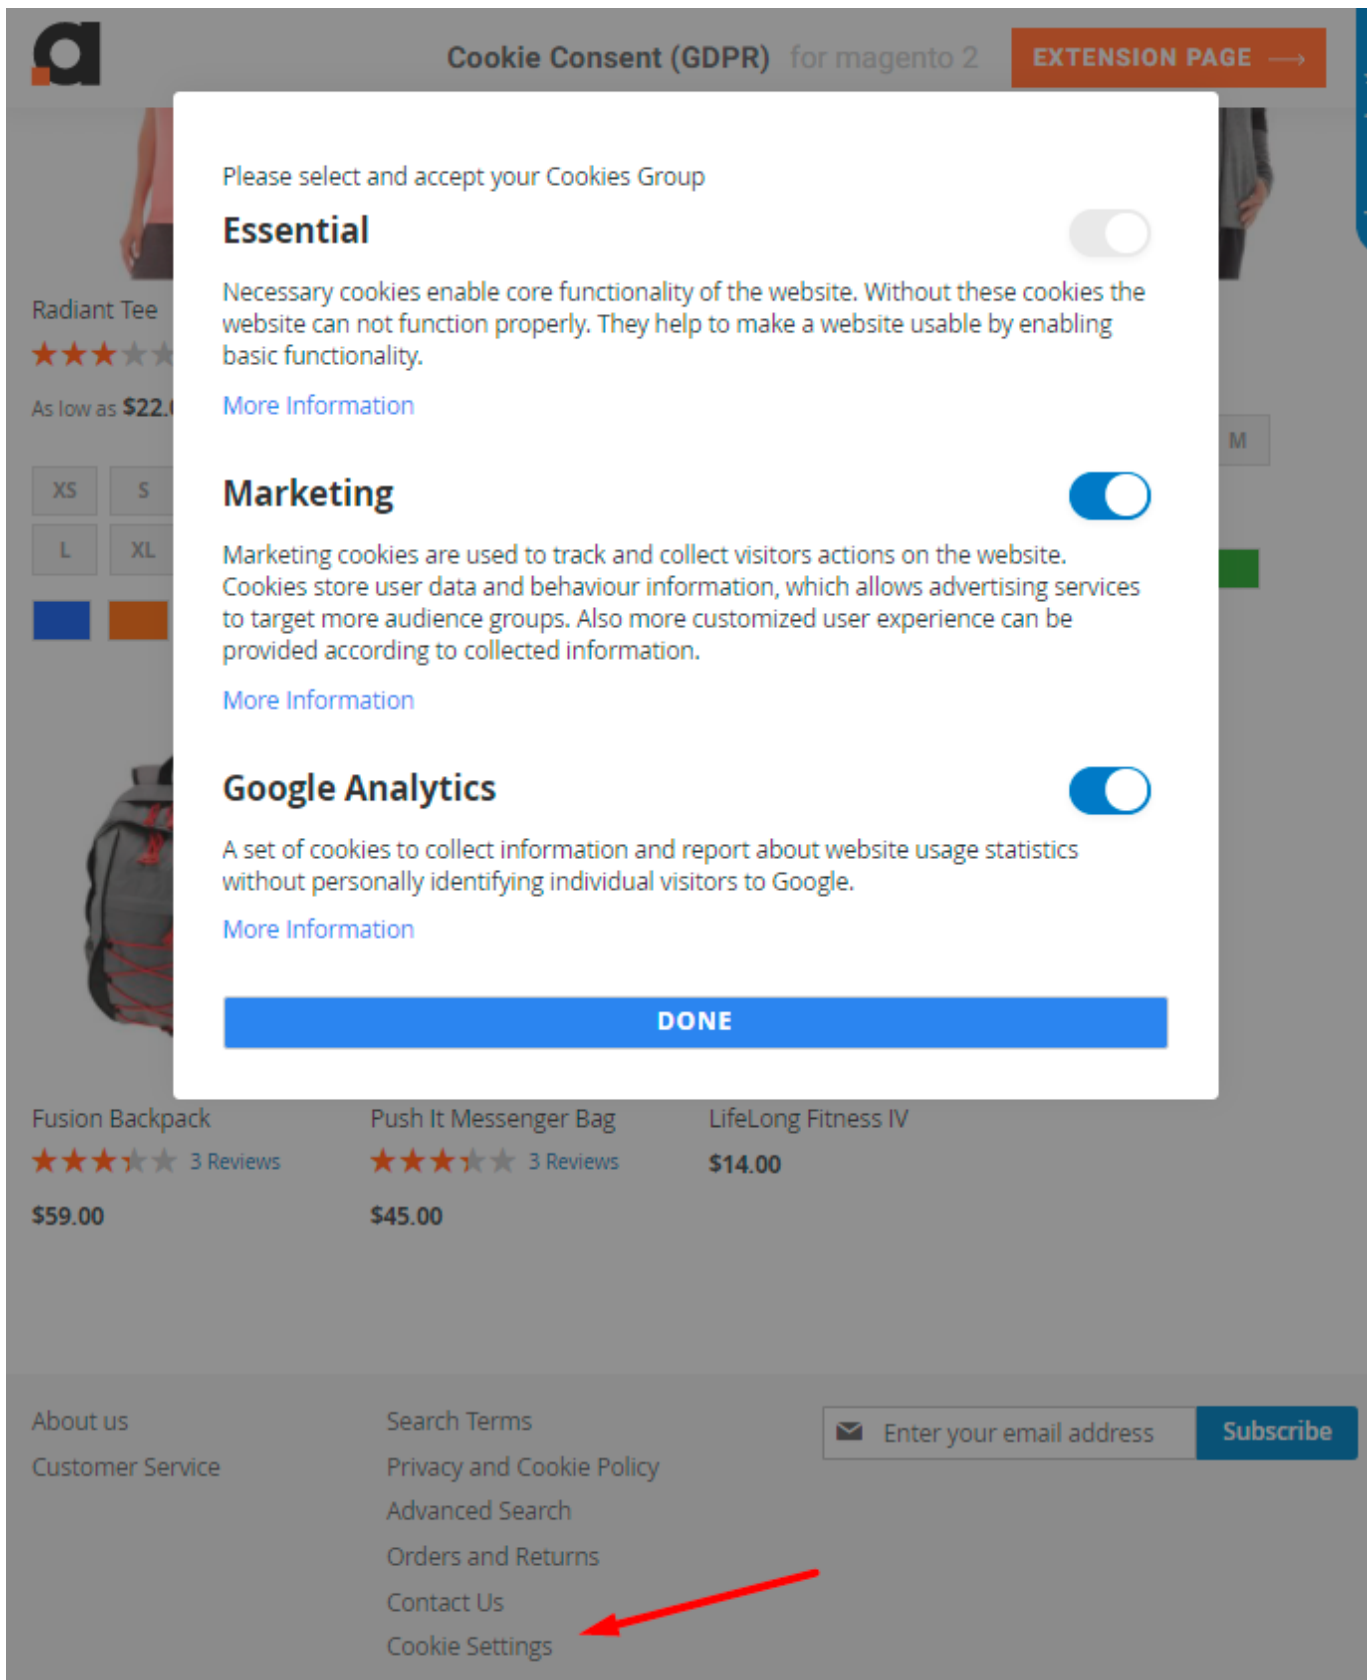 Cookie Consent (GDPR) for magento 2
EXTENSION PAGE
Please select and accept your Cookies Group
Essential
Necessary cookies enable core functionality of the website. Without these cookies the
website can not function properly. They help to make a website usable by enabling
basic functionality.
More Information
Marketing
Marketing cookies are used to track and collect visitors actions on the website.
Cookies store user data and behaviour information, which allows advertising services
to target more audience groups. Also more customized user experience can be
provided according to collected information.
More Information
Google Analytics
A set of cookies to collect information and report about website usage statistics
without personally identifying individual visitors to Google.
More Information
DONE
Radiant Tee
As low as $22.
XS S
L XL
M
Fusion Backpack
3 Reviews
$59.00
Push It Messenger Bag
3 Reviews
$45.00
LifeLong Fitness IV
$14.00
About us
Customer Service
Search Terms
Privacy and Cookie Policy
Advanced Search
Orders and Returns
Contact Us
Cookie Settings
Enter your email address
Subscribe